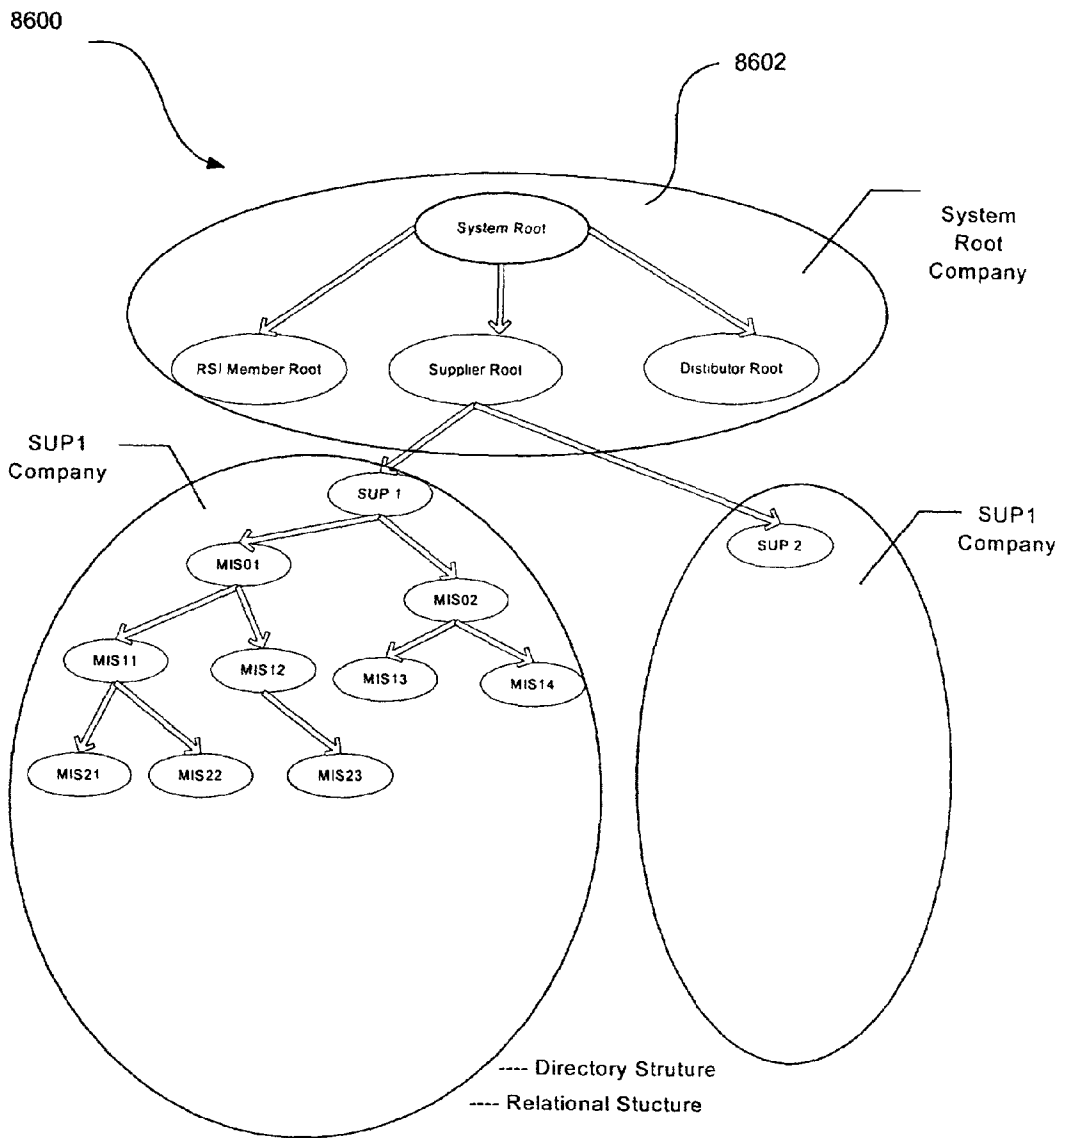 8600
8602
System Root
System
Root
Company
RSI Member Root
Supplier Root
Distibutor Root
SUP1
Company
SUP 1
SUP1
Company
SUP 2
MIS01
MIS02
MIS11
MIS12
MIS13
MIS14
MIS21
MIS22
MIS23
---- Directory Struture
---- Relational Stucture